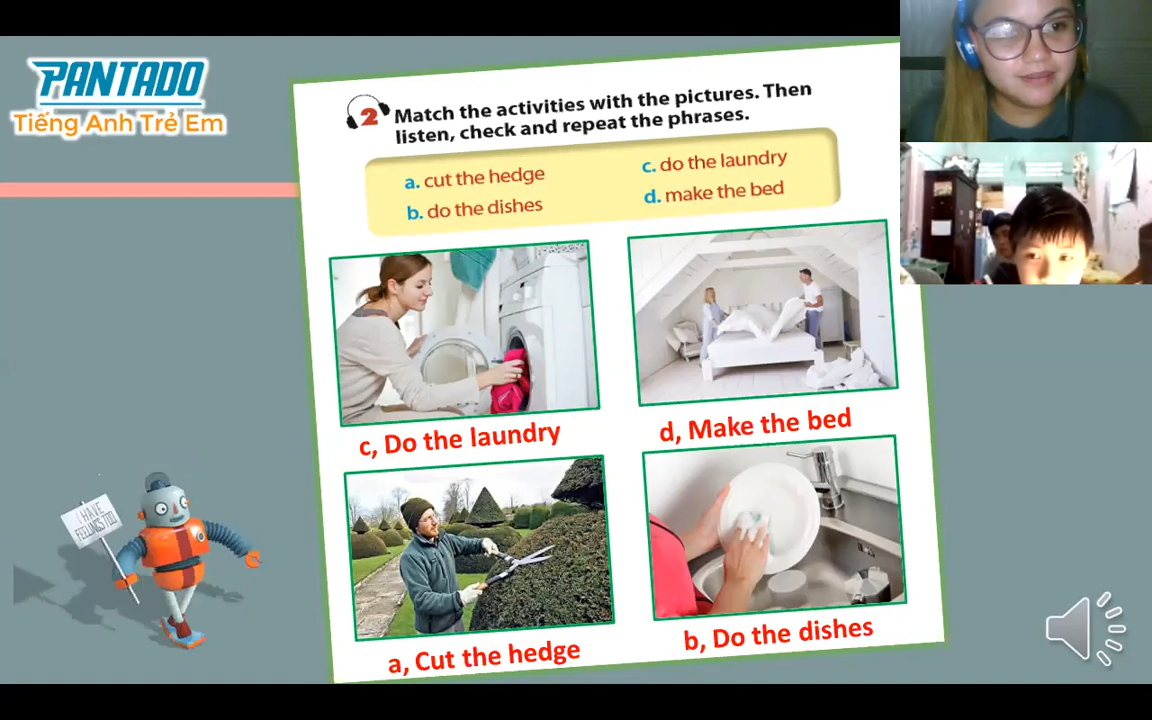 PANTADO
Tiếng Anh Trẻ Em
2 Match the activities with the pictures. Then
listen, check and repeat the phrases.
a. cut the hedge
b. do the dishes
c. do the laundry
d. make the bed
c, Do the laundry
d, Make the bed
a, Cut the hedge
b, Do the dishes
I HAVE
FEELINGS TOO